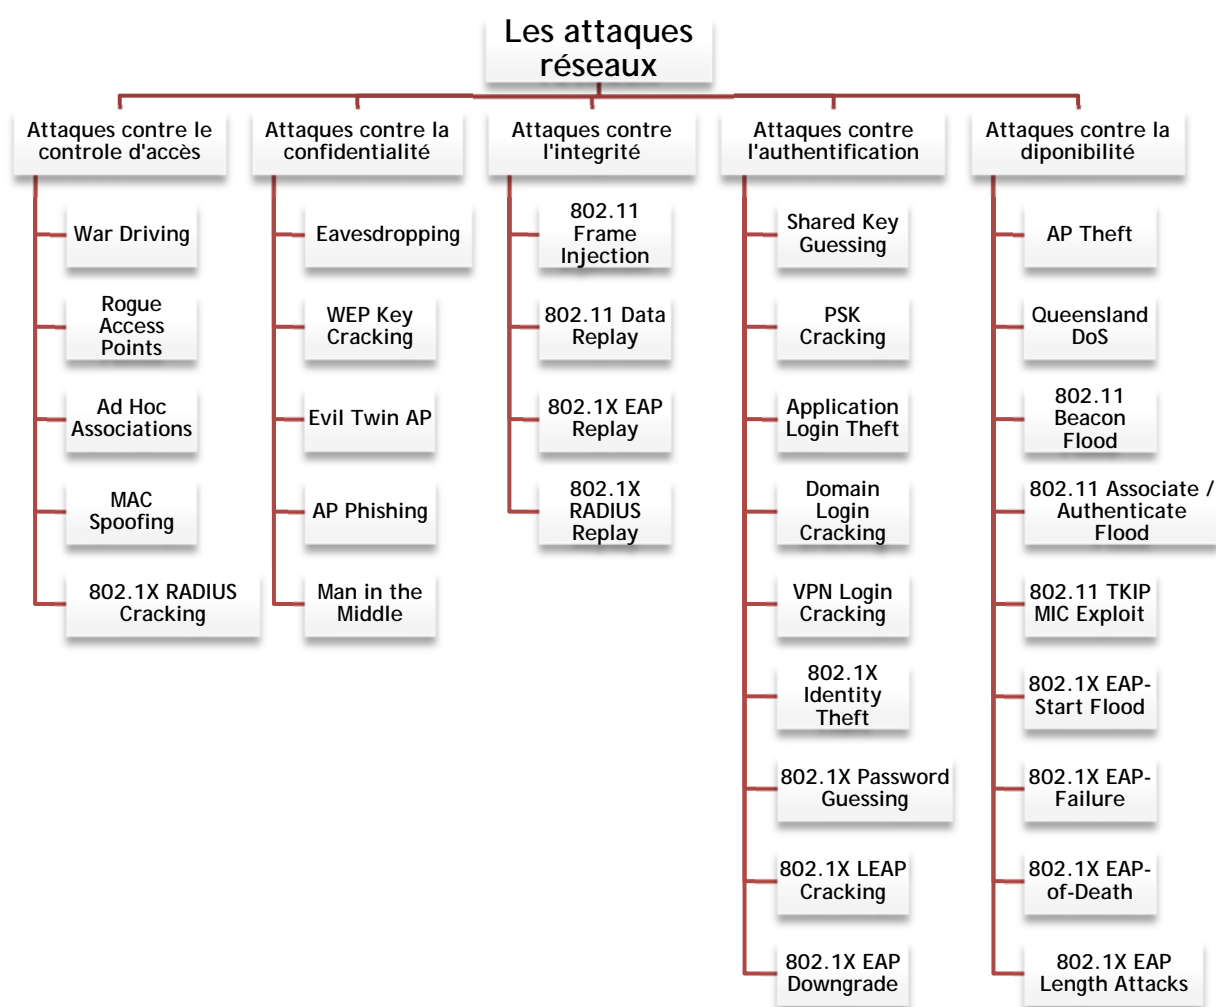 Les attaques
réseaux
Attaques contre le
controle d'accès
War Driving
Rogue
Access
Points
Ad Hoc
Associations
MAC
Spoofing
802.1X RADIUS
Cracking
Attaques contre la
confidentialité
Eavesdropping
WEP Key
Cracking
Evil Twin AP
AP Phishing
Man in the
Middle
Attaques contre
l'integrité
802.11
Frame
Injection
802.11 Data
Replay
802.1X EAP
Replay
802.1X
RADIUS
Replay
Attaques contre
l'authentification
Shared Key
Guessing
PSK
Cracking
Application
Login Theft
Domain
Login
Cracking
VPN Login
Cracking
802.1X
Identity
Theft
802.1X Password
Guessing
802.1X LEAP
Cracking
802.1X EAP
Downgrade
Attaques contre la
diponibilité
AP Theft
Queensland
DoS
802.11
Beacon
Flood
802.11 Associate /
Authenticate
Flood
802.11 TKIP
MIC Exploit
802.1X EAP-
Start Flood
802.1X EAP-
Failure
802.1X EAP-
of-Death
802.1X EAP
Length Attacks